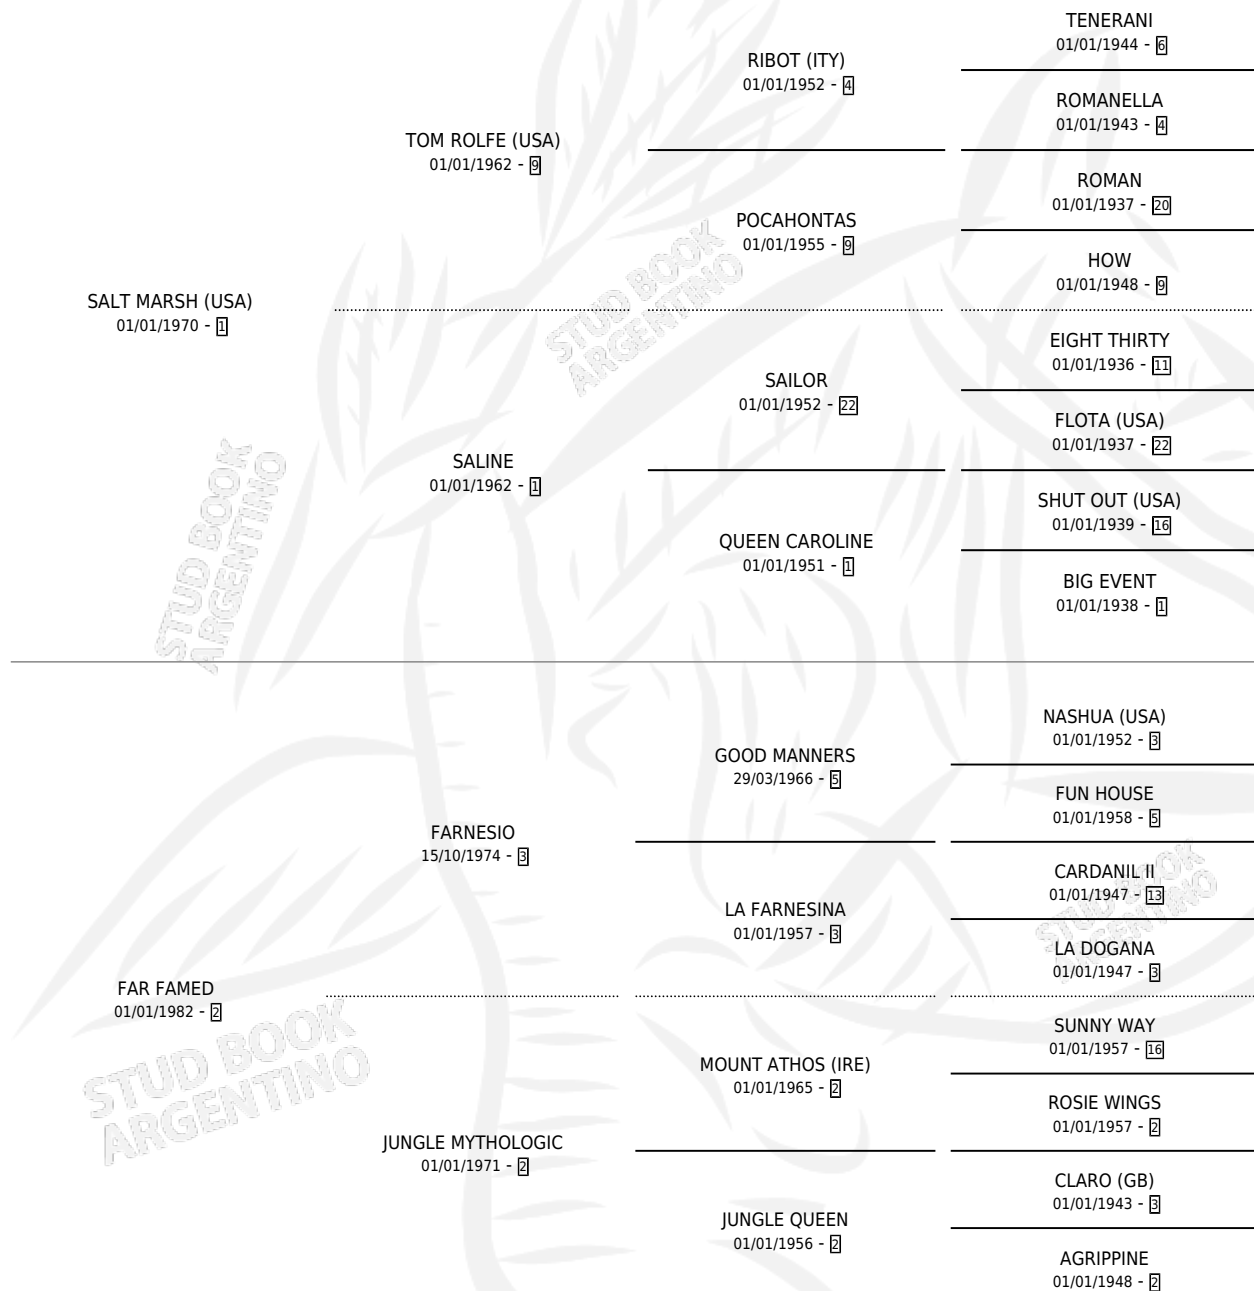 TENERANI
01/01/1944 - 6
RIBOT (ITY)
01/01/1952 - 4
ROMANELLA
01/01/1943 - 4
TOM ROLFE (USA)
01/01/1962 - 9
ROMAN
01/01/1937 - 20
POCAHONTAS
01/01/1955 - 9
HOW
01/01/1948 - 9
SALT MARSH (USA)
01/01/1970 - 1
EIGHT THIRTY
01/01/1936 - 11
SAILOR
01/01/1952 - 22
FLOTA (USA)
01/01/1937 - 22
SALINE
01/01/1962 - 1
SHUT OUT (USA)
01/01/1939 - 16
QUEEN CAROLINE
01/01/1951 - 1
BIG EVENT
01/01/1938 - 1
NASHUA (USA)
01/01/1952 - 3
GOOD MANNERS
29/03/1966 - 5
FUN HOUSE
01/01/1958 - 5
FARNESIO
15/10/1974 - 3
CARDANIL II
01/01/1947 - 13
LA FARNESINA
01/01/1957 - 3
LA DOGANA
01/01/1947 - 3
FAR FAMED
01/01/1982 - 2
SUNNY WAY
01/01/1957 - 16
MOUNT ATHOS (IRE)
01/01/1965 - 2
ROSIE WINGS
01/01/1957 - 2
JUNGLE MYTHOLOGIC
01/01/1971 - 2
CLARO (GB)
01/01/1943 - 3
JUNGLE QUEEN
01/01/1956 - 2
AGRIPPINE
01/01/1948 - 2
STUD BOOK
ARGENTINO
STUD BOOK
ARGENTINO
STUD BOOK
ARGENTINO
STUD BOOK
ARGENTINO